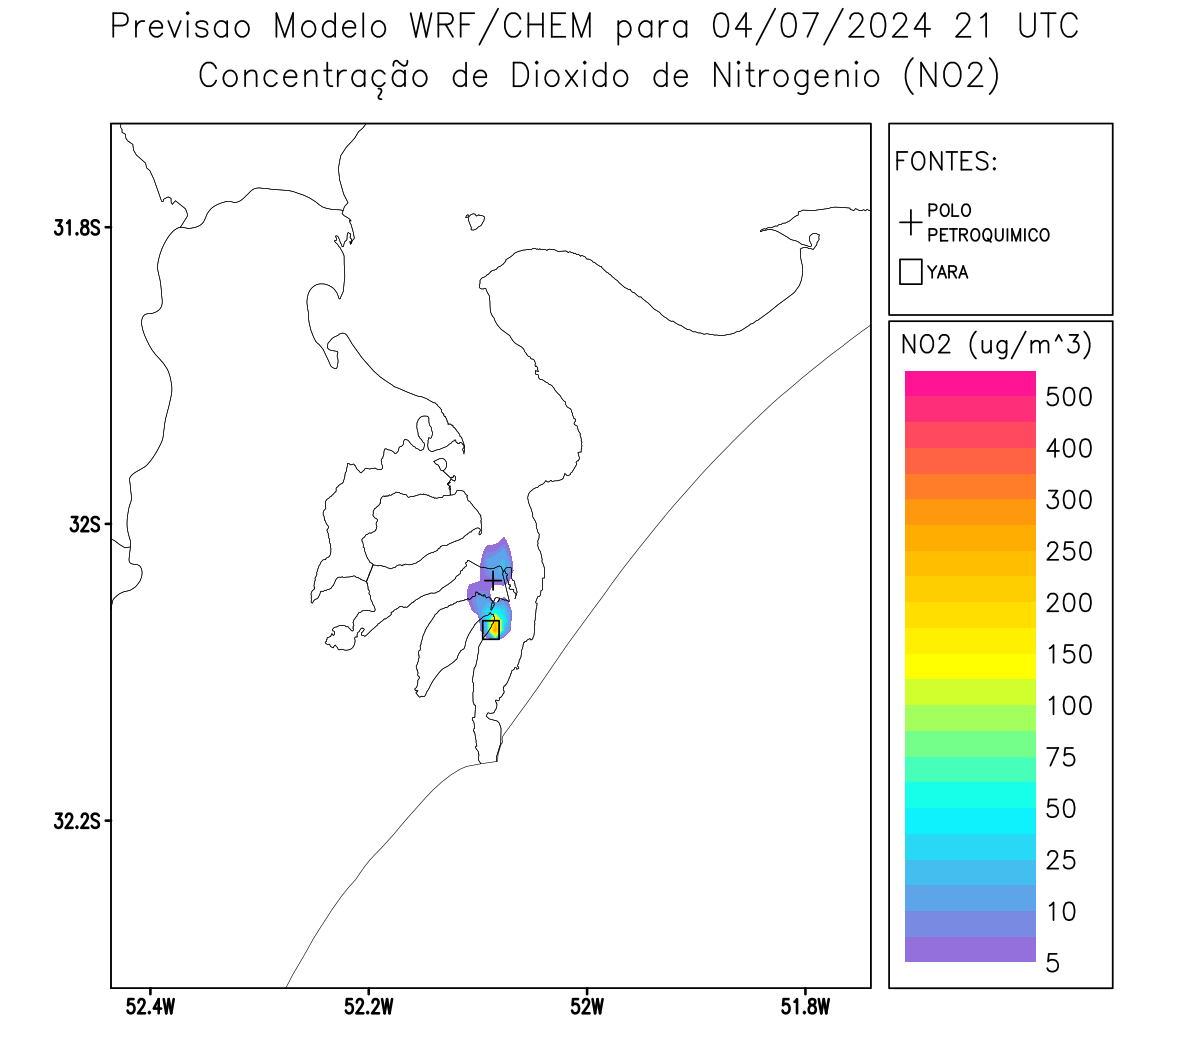 Previsao Modelo WRF/CHEM para 04/07/2024 21 UTC
Concentração de Dioxido de Nitrogenio (NO2)
FONTES:
POLO
PETROQUIMICO
YARA
NO2 (ug/m^3)
500
400
300
250
200
150
100
75
50
25
10
5
31.8S
32S
32.2S
52.4W
52.2W
52W
51.8W